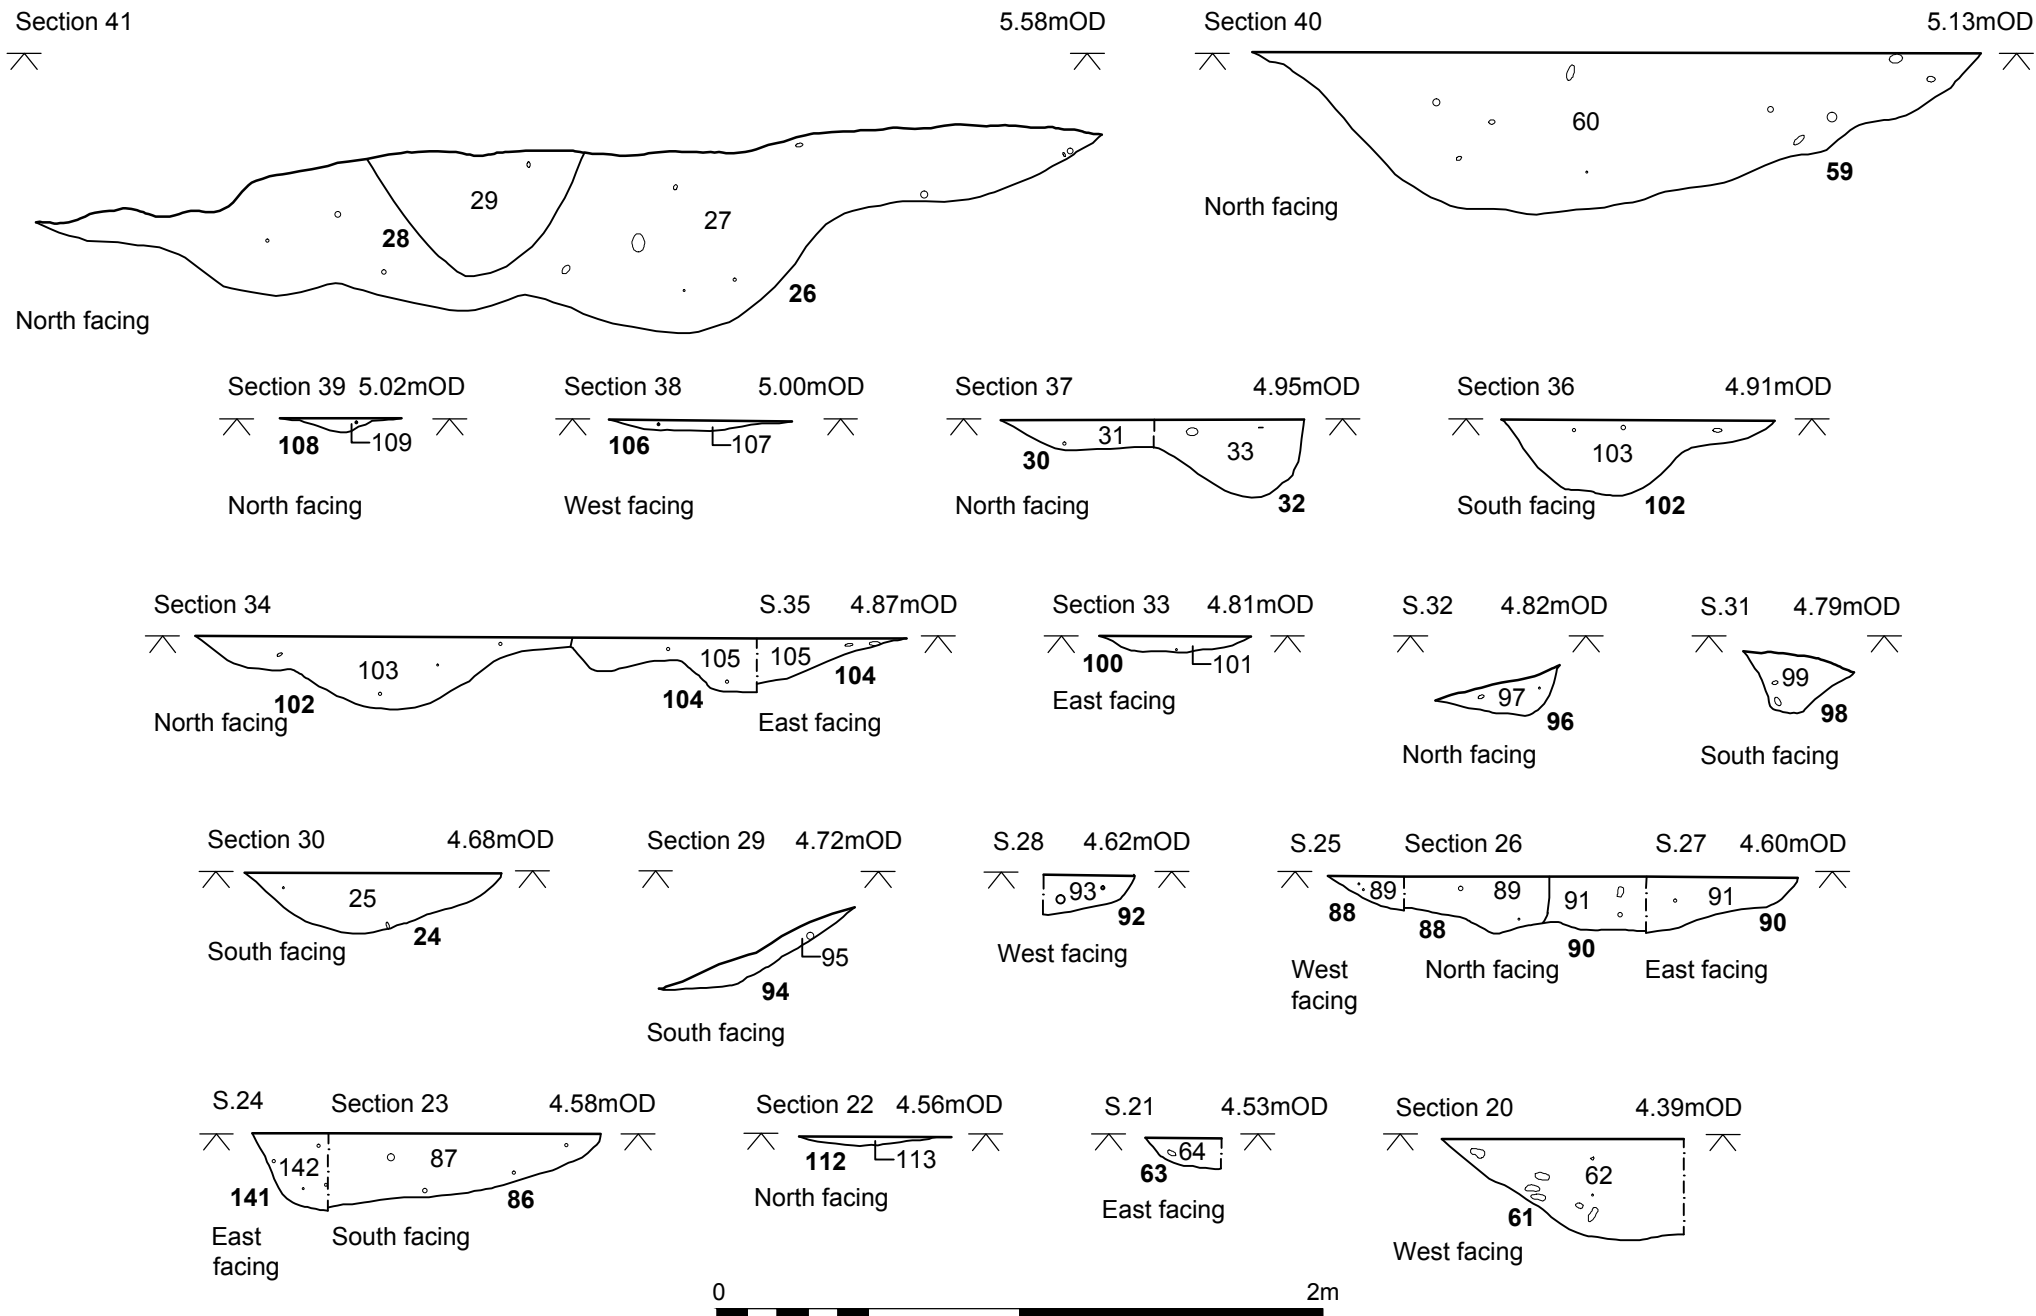 Section 41 5.58mOD
29
27
28
26
North facing
Section 40 5.13mOD
60
59
North facing
Section 39 5.02mOD
108 109
North facing
Section 38 5.00mOD
106 107
West facing
Section 37 4.95mOD
31
33
30
32
North facing
Section 36 4.91mOD
103
South facing 102
Section 34 S.35 4.87mOD
103 105 105
102 104 104
North facing East facing
Section 33 4.81mOD
100 101
East facing
S.32 4.82mOD
97
96
North facing
S.31 4.79mOD
99
98
South facing
Section 30 4.68mOD
25
24
South facing
Section 29 4.72mOD
95
94
South facing
S.28 4.62mOD
93
92
West facing
S.25 Section 26 S.27 4.60mOD
89 89 91 91
88 88 90 90
West facing
North facing
East facing
S.24 Section 23 4.58mOD
142 87
141 86
East facing
South facing
Section 22 4.56mOD
112 113
North facing
S.21 4.53mOD
64
63
East facing
Section 20 4.39mOD
62
61
West facing
0 2m